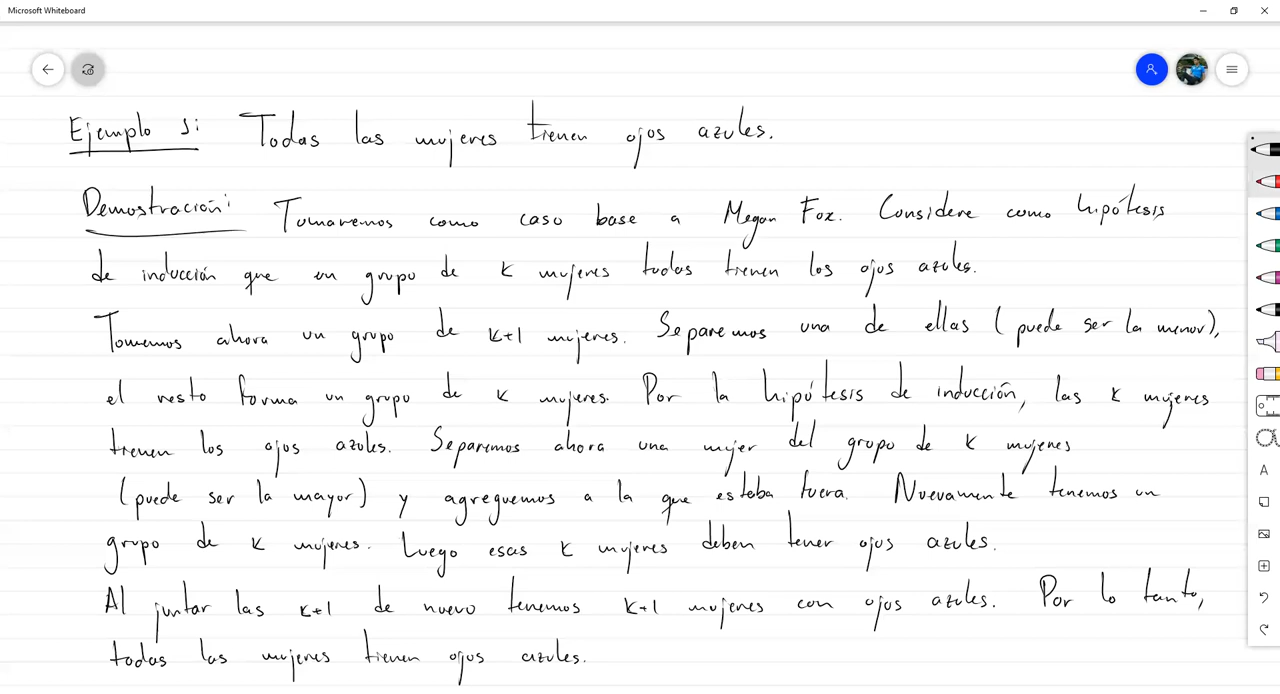 Microsoft Whiteboard
Ejemplo 1: Todas las mujeres tienen ojos azules.
Demostración: Tomaremos como caso base a Megan Fox. Considere como hipótesis
de inducción que en grupo de k mujeres todas tienen los ojos azules.
Tomemos ahora un grupo de k+1 mujeres. Separemos una de ellas (puede ser la menor),
el resto forma un grupo de k mujeres. Por la hipótesis de inducción, las k mujeres
tienen los ojos azules. Separemos ahora una mujer del grupo de k mujeres
(puede ser la mayor) y agreguemos a la que estaba fuera. Nuevamente tenemos un
grupo de k mujeres. Luego esas k mujeres deben tener ojos azules.
Al juntar las k+1 de nuevo tenemos k+1 mujeres con ojos azules. Por lo tanto,
todas las mujeres tienen ojos azules.
A